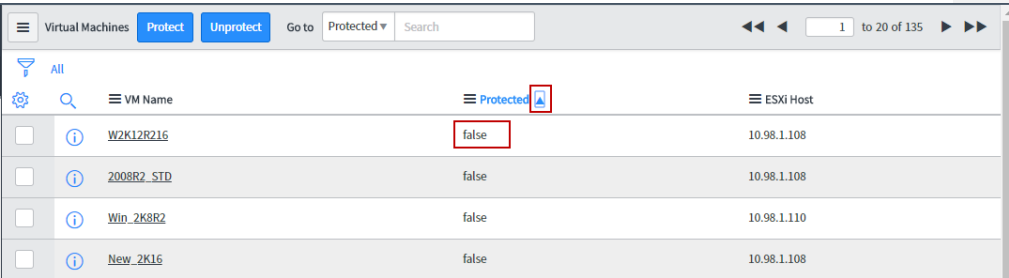 Virtual Machines Protect Unprotect Go to Protected Search 1 to 20 of 135
All
VM Name Protected ESXi Host
W2K12R216 false 10.98.1.108
2008R2_STD false 10.98.1.108
Win_2K8R2 false 10.98.1.110
New_2K16 false 10.98.1.108